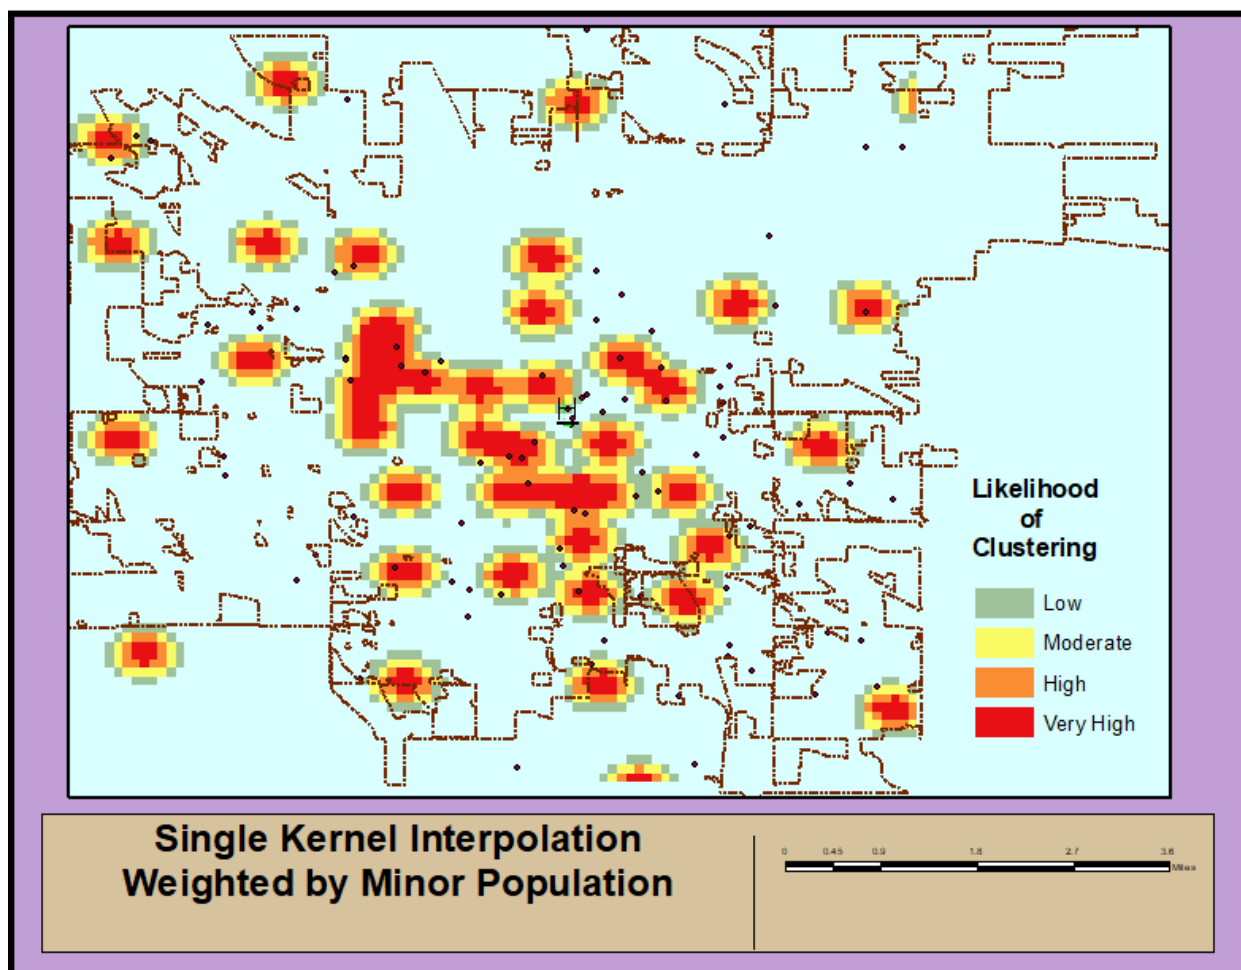 Likelihood
of
Clustering
Low
Moderate
High
Very High
Single Kernel Interpolation
Weighted by Minor Population
0 0.45 0.9 1.8 2.7 3.6
Miles